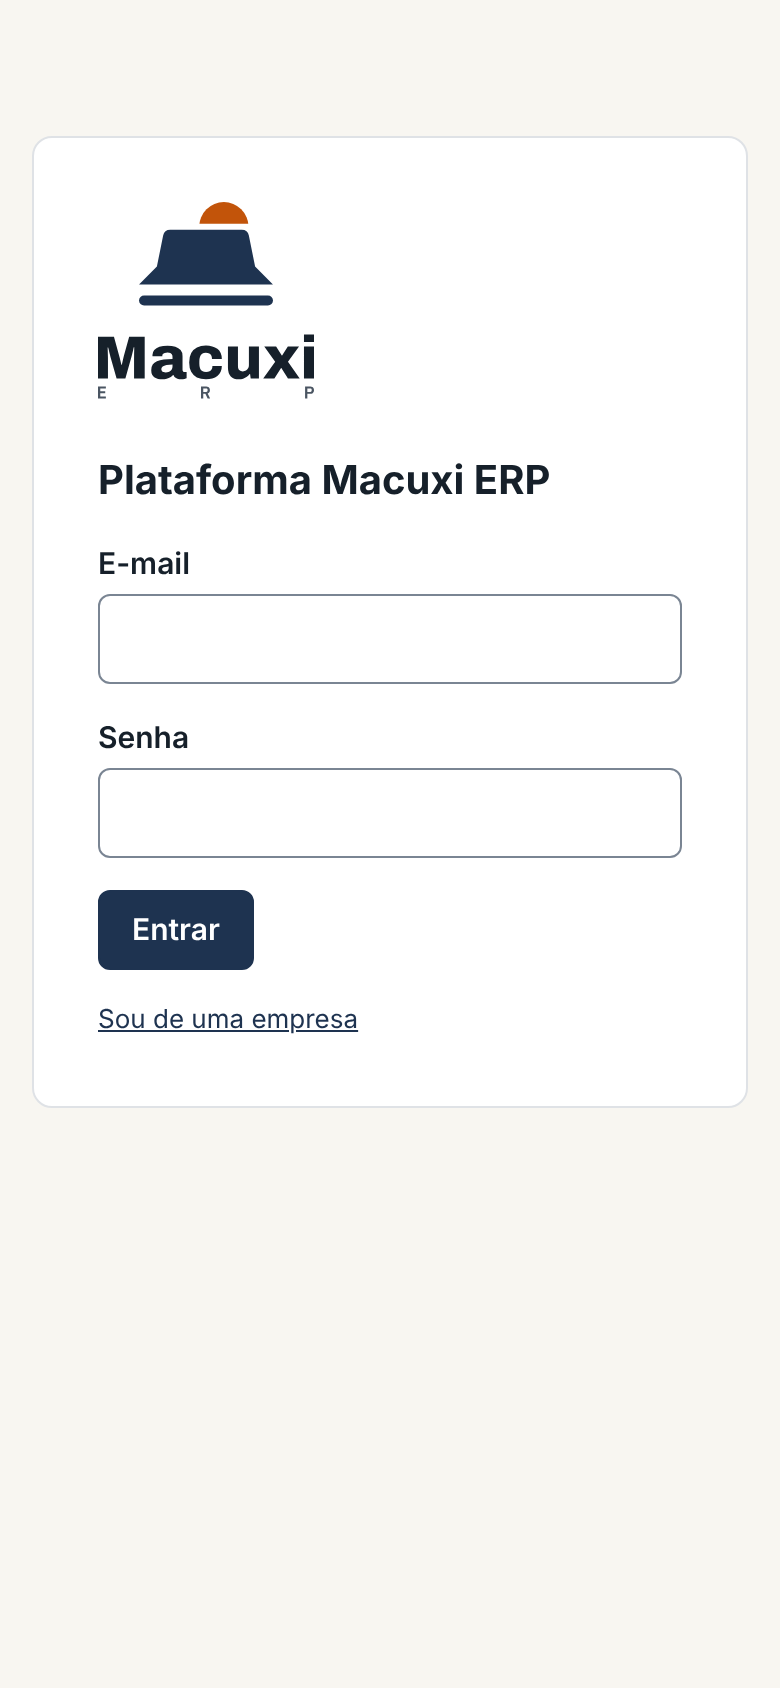 Macuxi
E R P
Plataforma Macuxi ERP
E-mail
Senha
Entrar
Sou de uma empresa